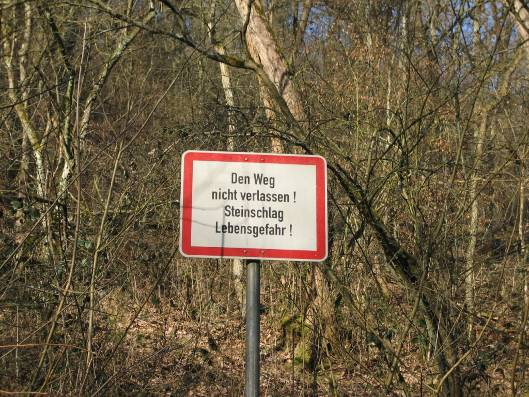 Den Weg
nicht verlassen !
Steinschlag
Lebensgefahr !